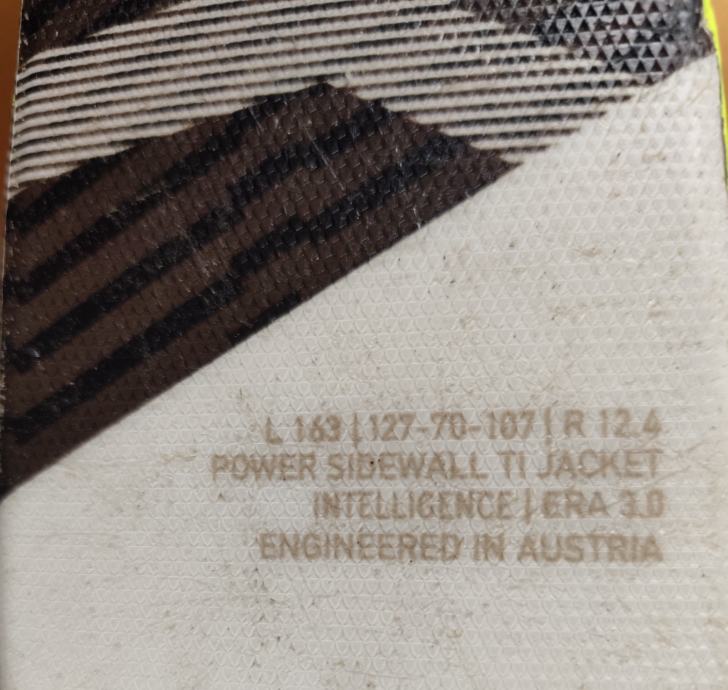 L 163 | 127-70-107 | R 12.4
POWER SIDEWALL TI JACKET
INTELLIGENCE | ERA 3.0
ENGINEERED IN AUSTRIA